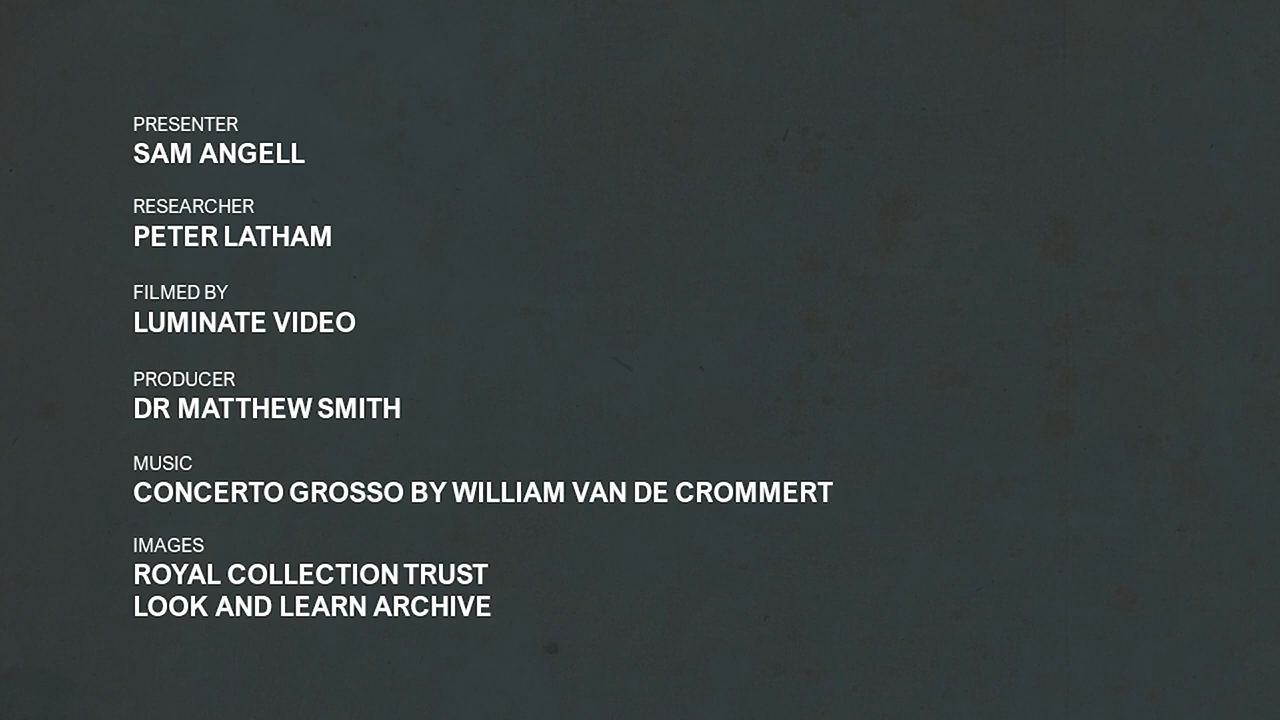 PRESENTER
SAM ANGELL
RESEARCHER
PETER LATHAM
FILMED BY
LUMINATE VIDEO
PRODUCER
DR MATTHEW SMITH
MUSIC
CONCERTO GROSSO BY WILLIAM VAN DE CROMMERT
IMAGES
ROYAL COLLECTION TRUST
LOOK AND LEARN ARCHIVE